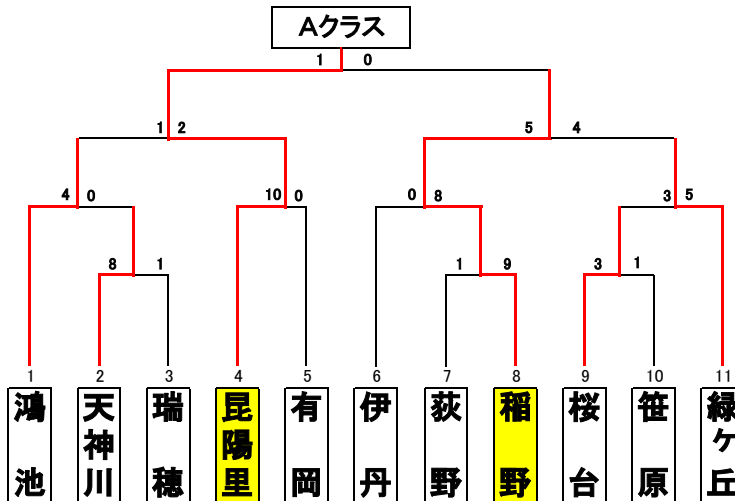 Aクラス
1 0
1 2
5 4
4 0
10 0
0 8
3 5
8 1
1 9
3 1
1 2 3 4 5 6 7 8 9 10 11
鴻池
天神川
瑞穂
昆陽里
有岡
伊丹
荻野
稲野
桜台
笹原
緑ケ丘